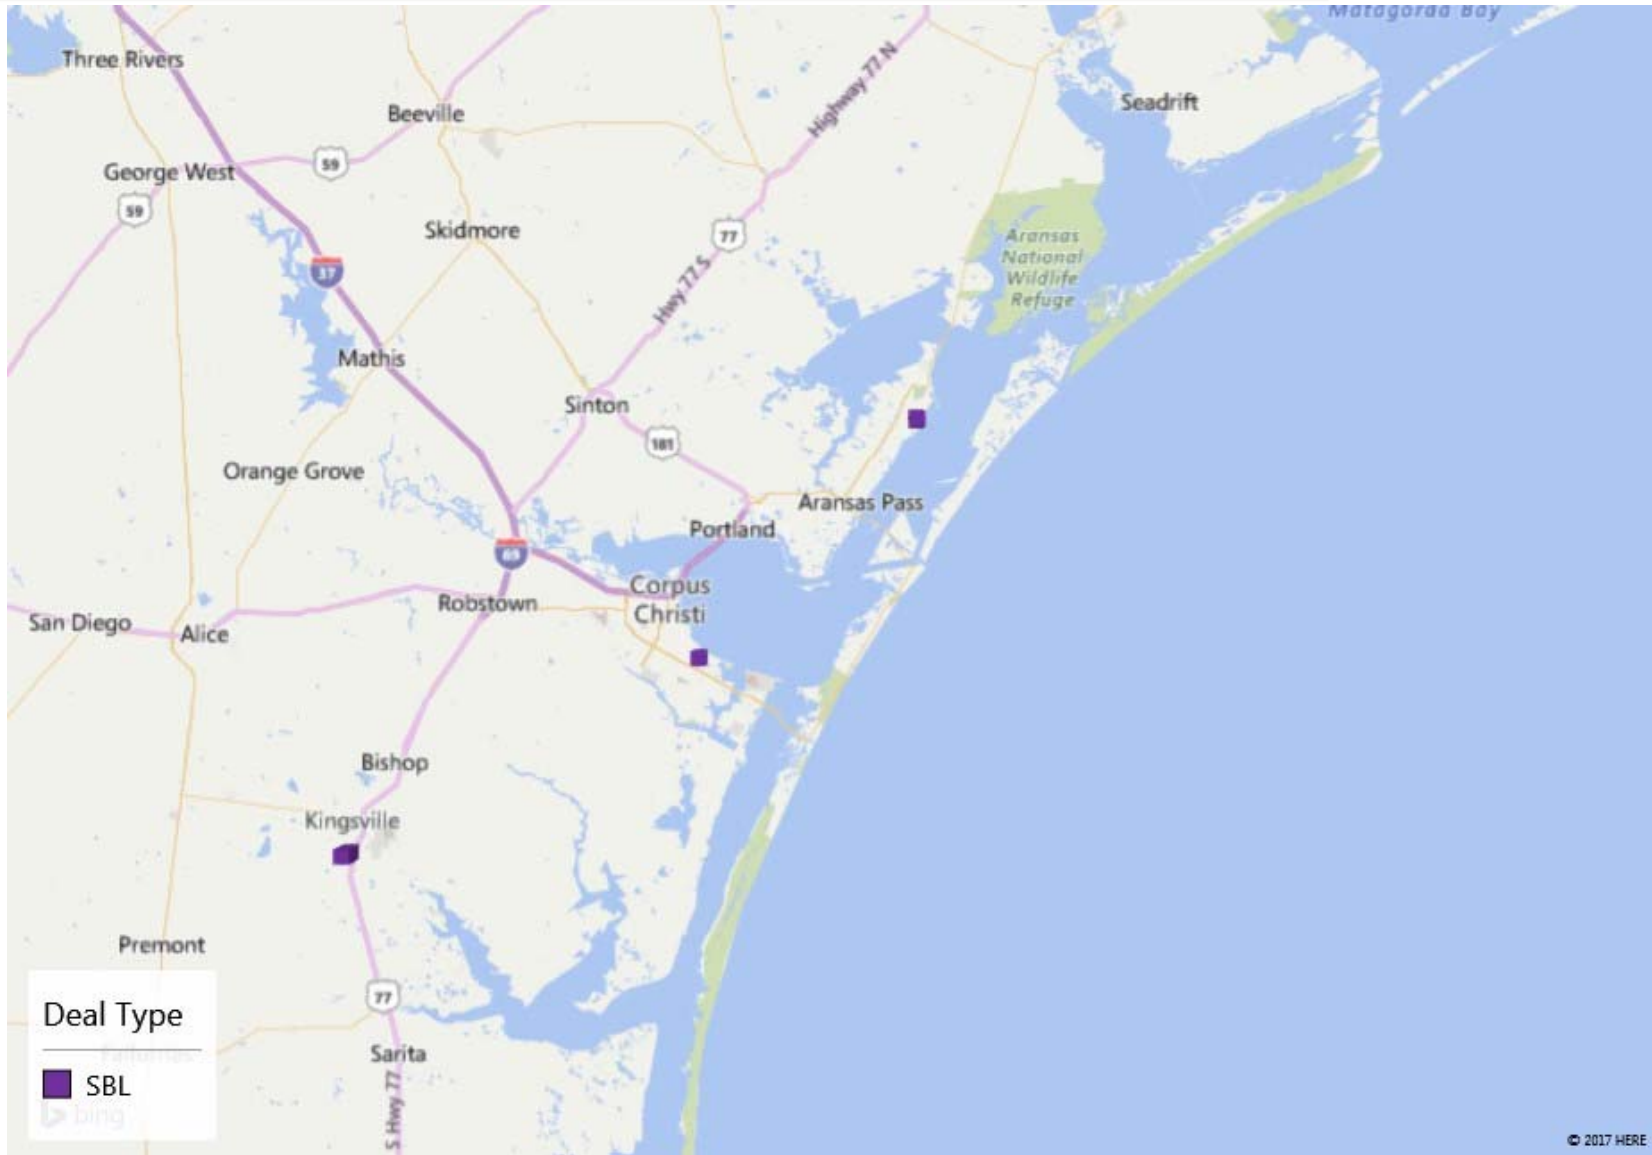 Matagorda Bay
Three Rivers
Highway 77 N
Seadrift
Beeville
59
George West
59
Skidmore
77
Aransas
National
Wildlife
Refuge
37
Hwy 77 S
Mathis
Sinton
181
Orange Grove
Aransas Pass
Portland
69
Corpus
Christi
Robstown
San Diego
Alice
Bishop
Kingsville
Premont
77
Deal Type
Falfurrias
Sarita
SBL
bing
S Hwy 77
© 2017 HERE